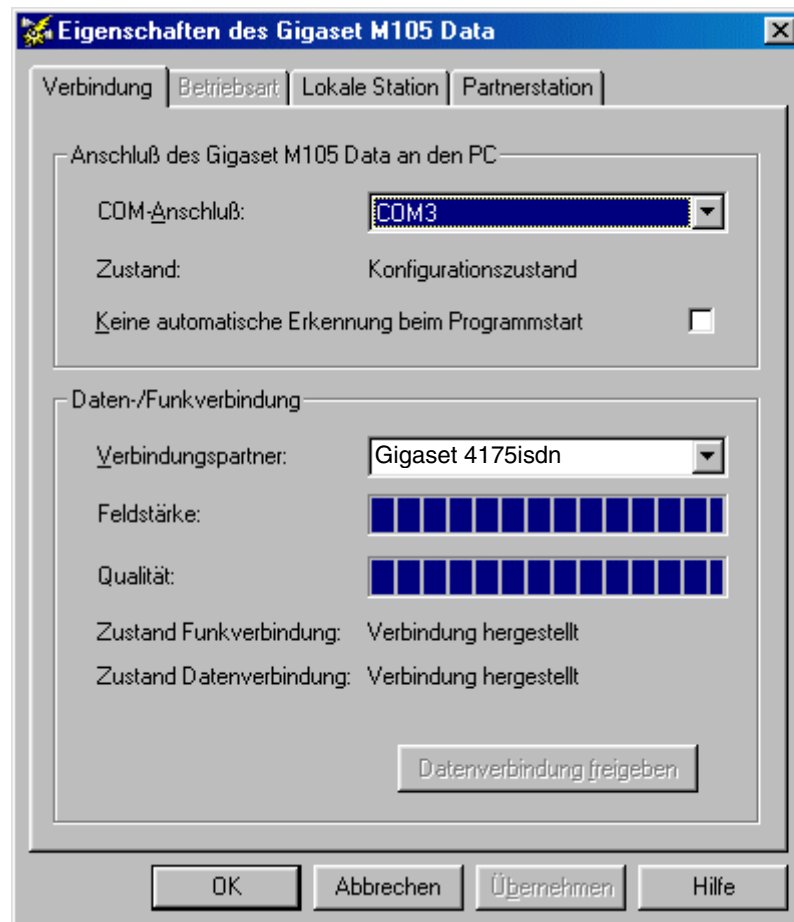 Eigenschaften des Gigaset M105 Data
Verbindung Betriebsart Lokale Station Partnerstation
Anschluß des Gigaset M105 Data an den PC
COM-Anschluß: COM3
Zustand: Konfigurationszustand
Keine automatische Erkennung beim Programmstart
Daten-/Funkverbindung
Verbindungspartner: Gigaset 4175isdn
Feldstärke:
Qualität:
Zustand Funkverbindung: Verbindung hergestellt
Zustand Datenverbindung: Verbindung hergestellt
Datenverbindung freigeben
OK Abbrechen Übernehmen Hilfe